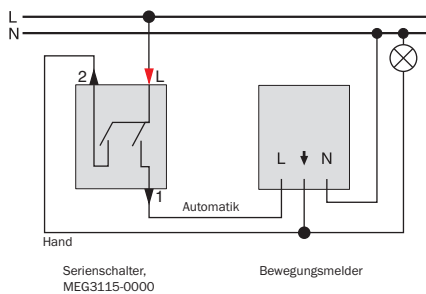 L
N
2
L
L
N
1
Automatik
Hand
Serienschalter,
MEG3115-0000
Bewegungsmelder